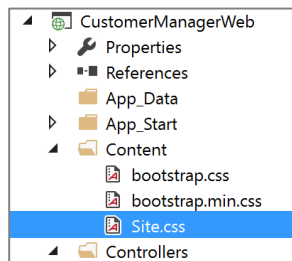 CustomerManagerWeb
Properties
References
App_Data
App_Start
Content
bootstrap.css
bootstrap.min.css
Site.css
Controllers